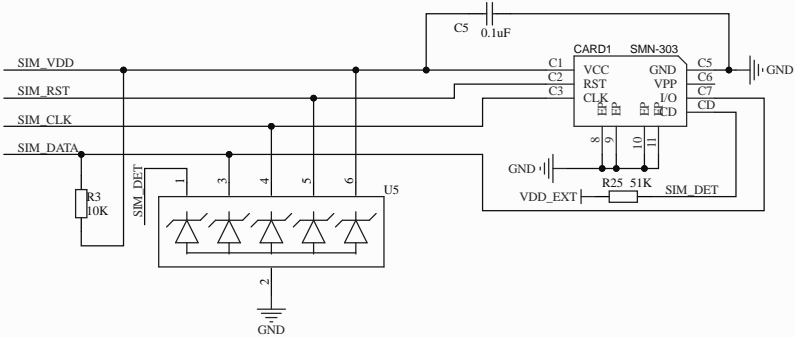 C5
0.1uF
CARD1 SMN-303
SIM_VDD
C1 VCC GND C5 GND
C2 RST VPP C6
SIM_RST
C3 CLK I/O C7
EP EP EP EP CD CD
SIM_CLK
8 9 10 11
SIM_DATA
GND
SIM_DET
1 3 4 5 6
U5
R25 51K
VDD_EXT SIM_DET
R3
10K
2
GND